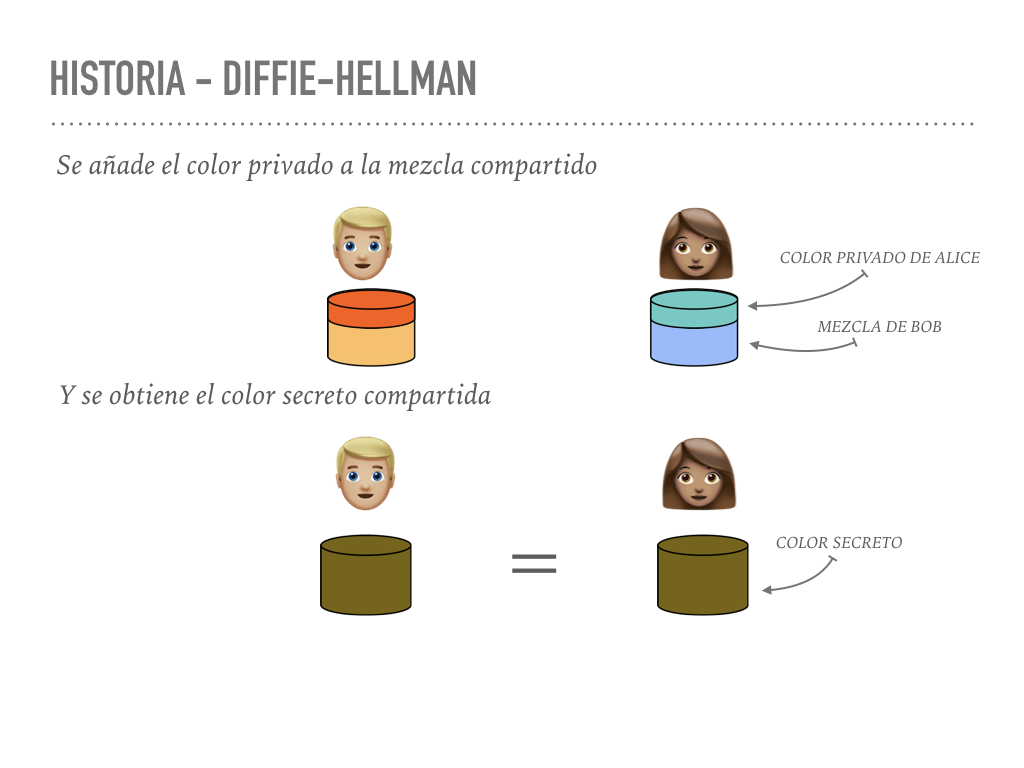 HISTORIA - DIFFIE-HELLMAN
Se añade el color privado a la mezcla compartido
COLOR PRIVADO DE ALICE
MEZCLA DE BOB
Y se obtiene el color secreto compartida
=
COLOR SECRETO